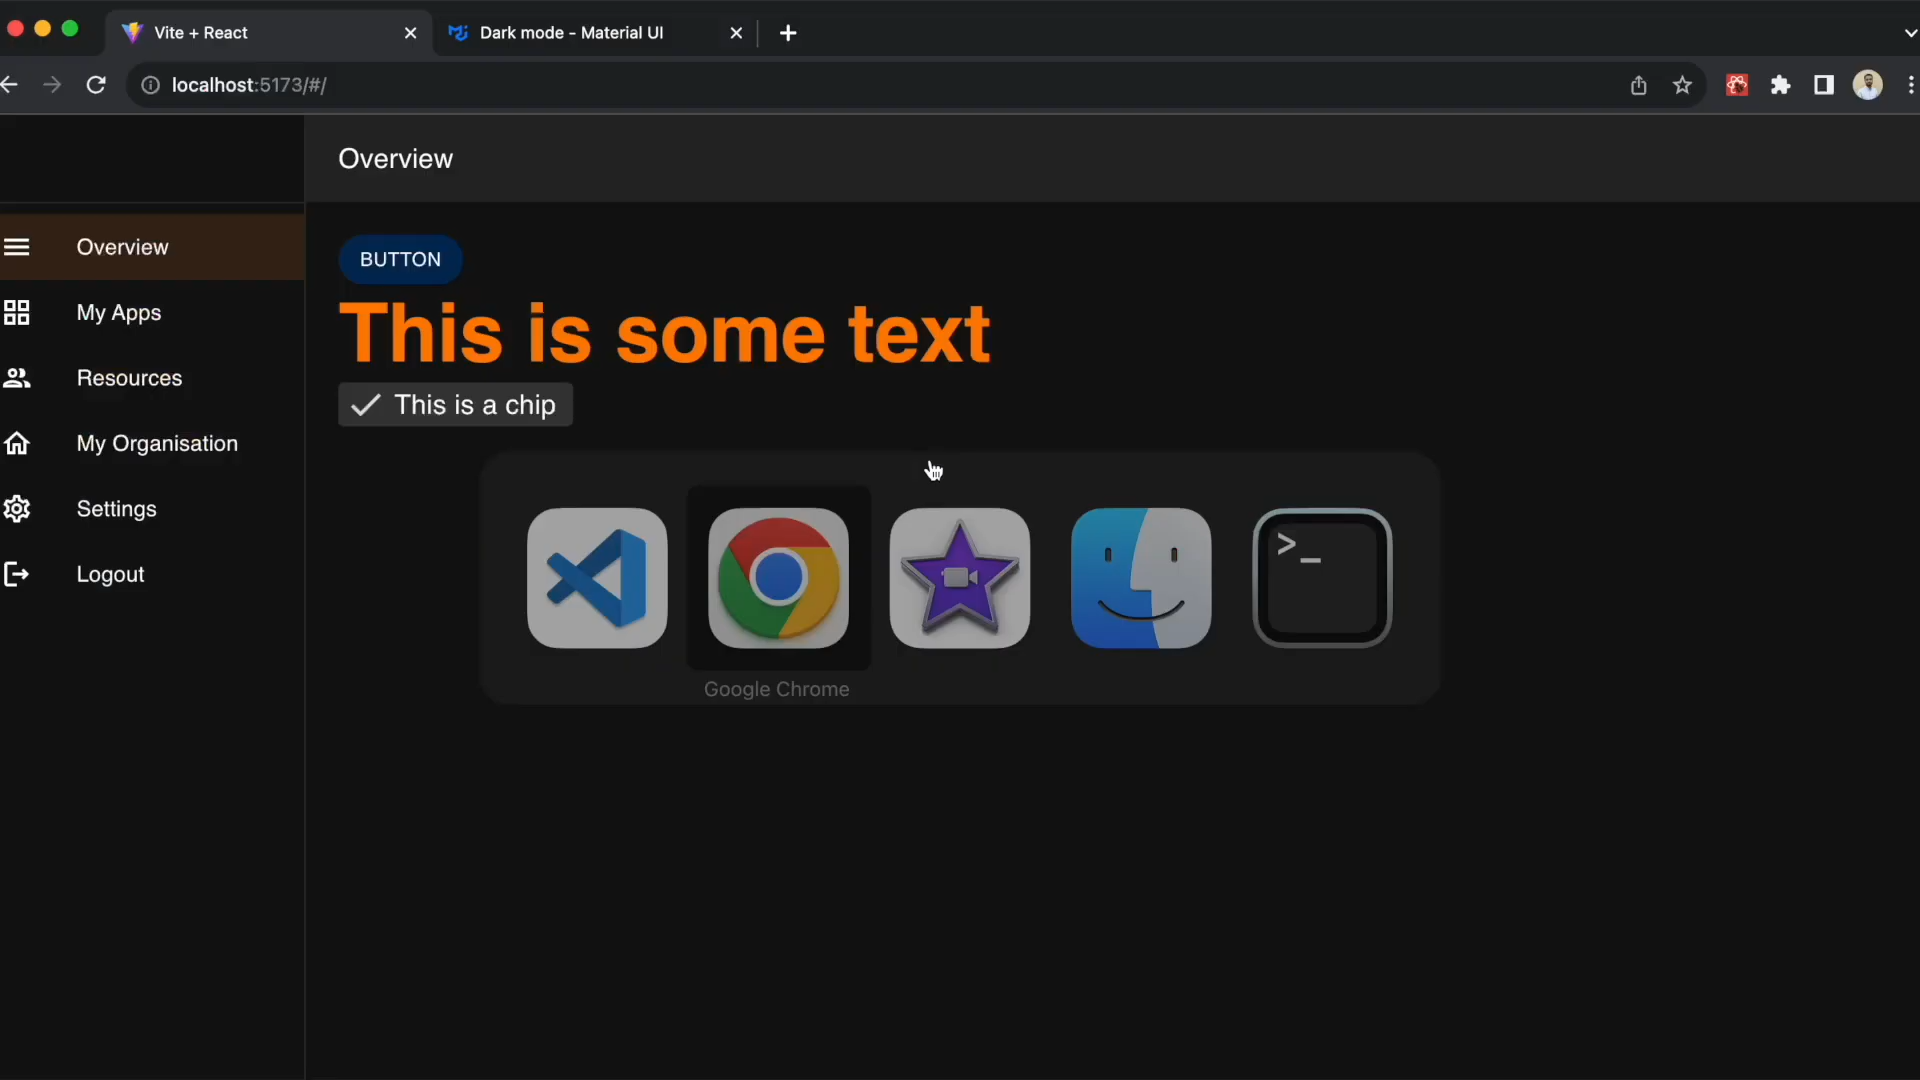 Vite + React
Dark mode - Material UI
localhost:5173/#/
Overview
Overview
My Apps
Resources
My Organisation
Settings
Logout
BUTTON
This is some text
This is a chip
>_
Google Chrome